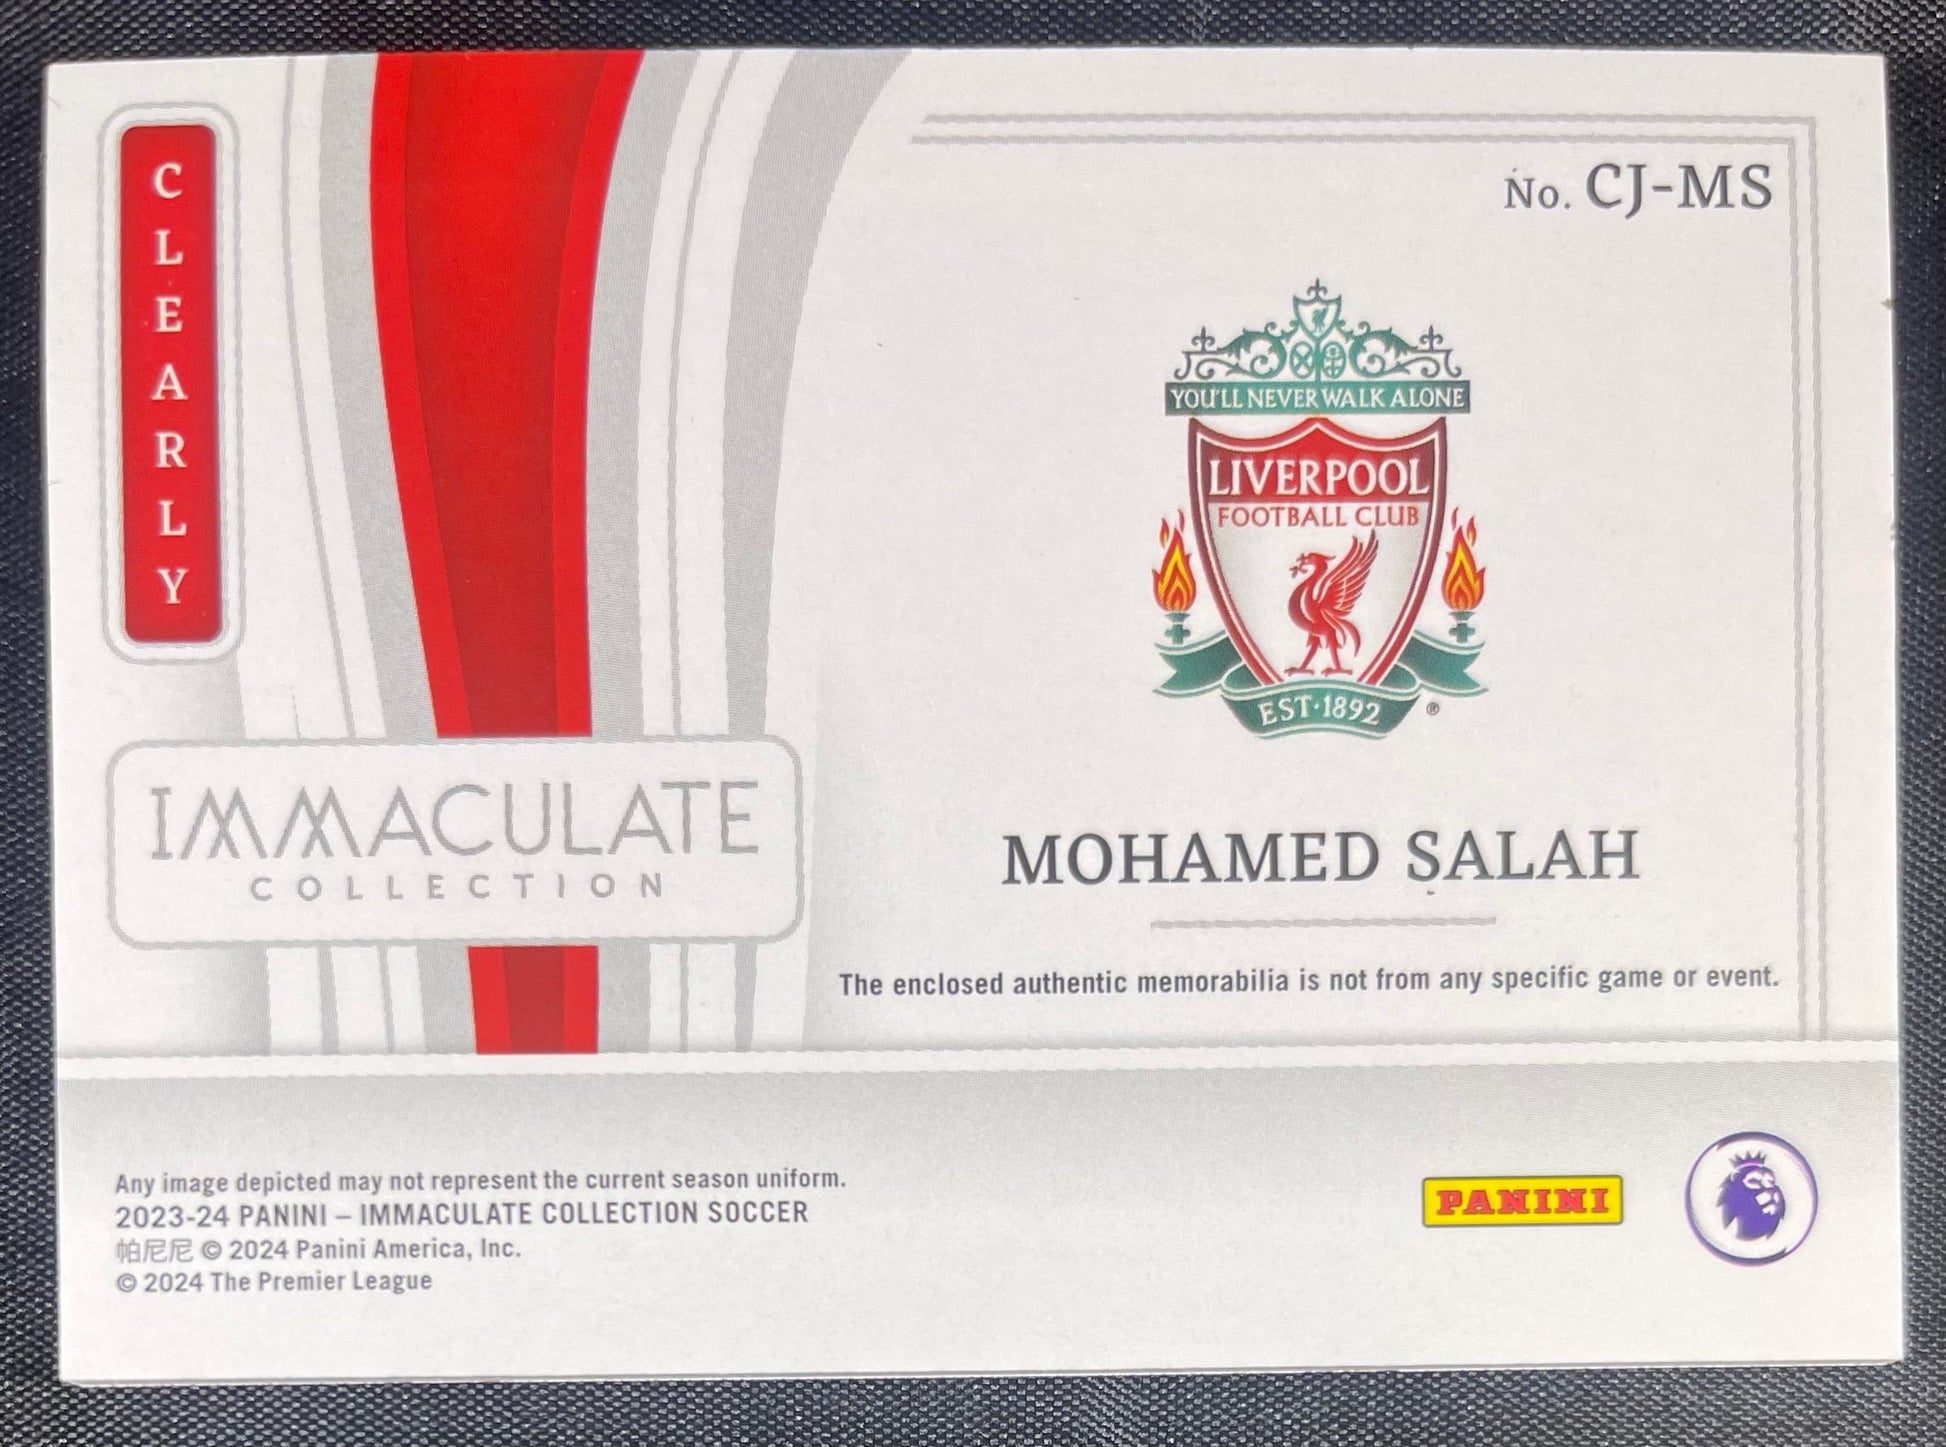 CLEARLY
No. CJ-MS
YOU'LL NEVER WALK ALONE
LIVERPOOL
FOOTBALL CLUB
EST·1892
®
IMMACULATE
COLLECTION
MOHAMED SALAH
The enclosed authentic memorabilia is not from any specific game or event.
Any image depicted may not represent the current season uniform.
2023-24 PANINI – IMMACULATE COLLECTION SOCCER
帕尼尼 © 2024 Panini America, Inc.
© 2024 The Premier League
PANINI